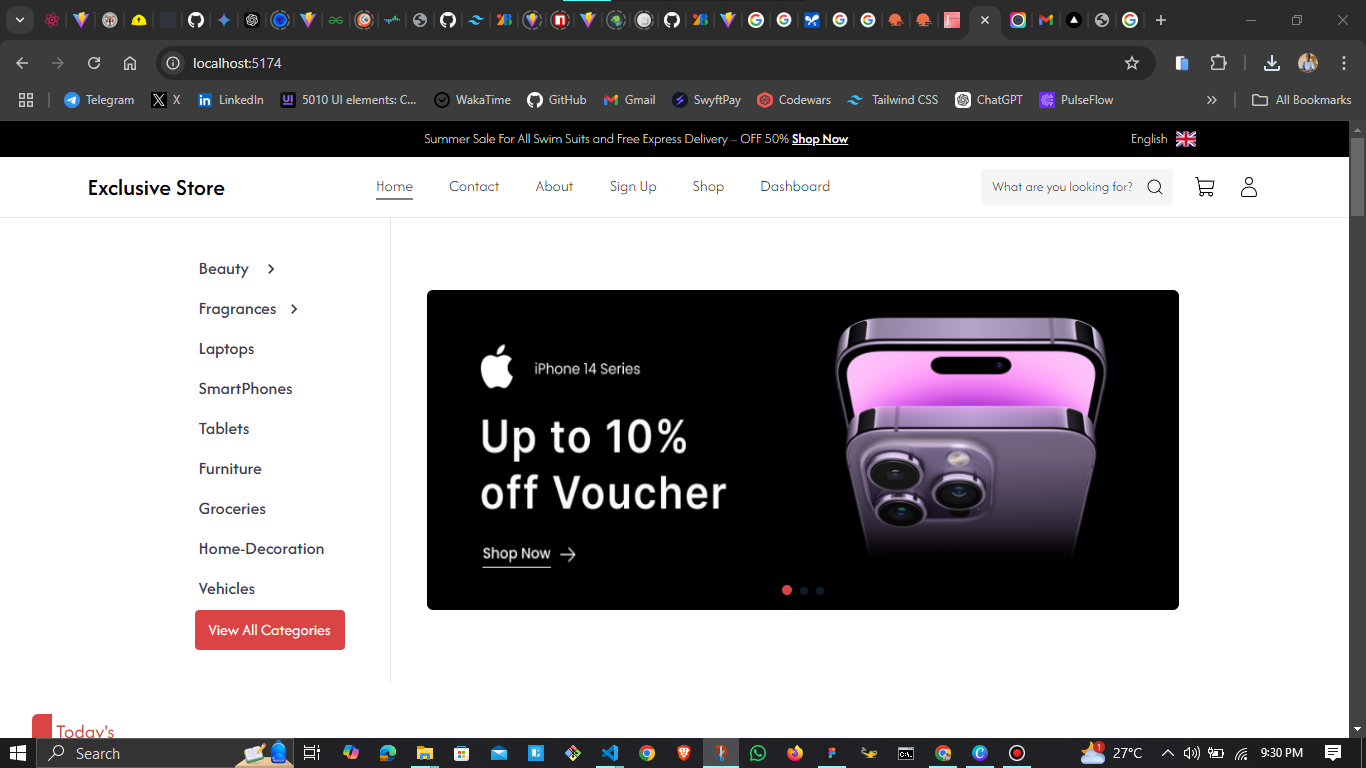 localhost:5174
Telegram
X
LinkedIn
UI 5010 UI elements: C...
WakaTime
GitHub
Gmail
SwyftPay
Codewars
Tailwind CSS
ChatGPT
PulseFlow
» All Bookmarks
Summer Sale For All Swim Suits and Free Express Delivery – OFF 50% Shop Now
English
Exclusive Store
Home
Contact
About
Sign Up
Shop
Dashboard
What are you looking for?
Beauty
Fragrances
Laptops
SmartPhones
Tablets
Furniture
Groceries
Home-Decoration
Vehicles
View All Categories
iPhone 14 Series
Up to 10%
off Voucher
Shop Now
Today's
Search
1
27°C
9:30 PM